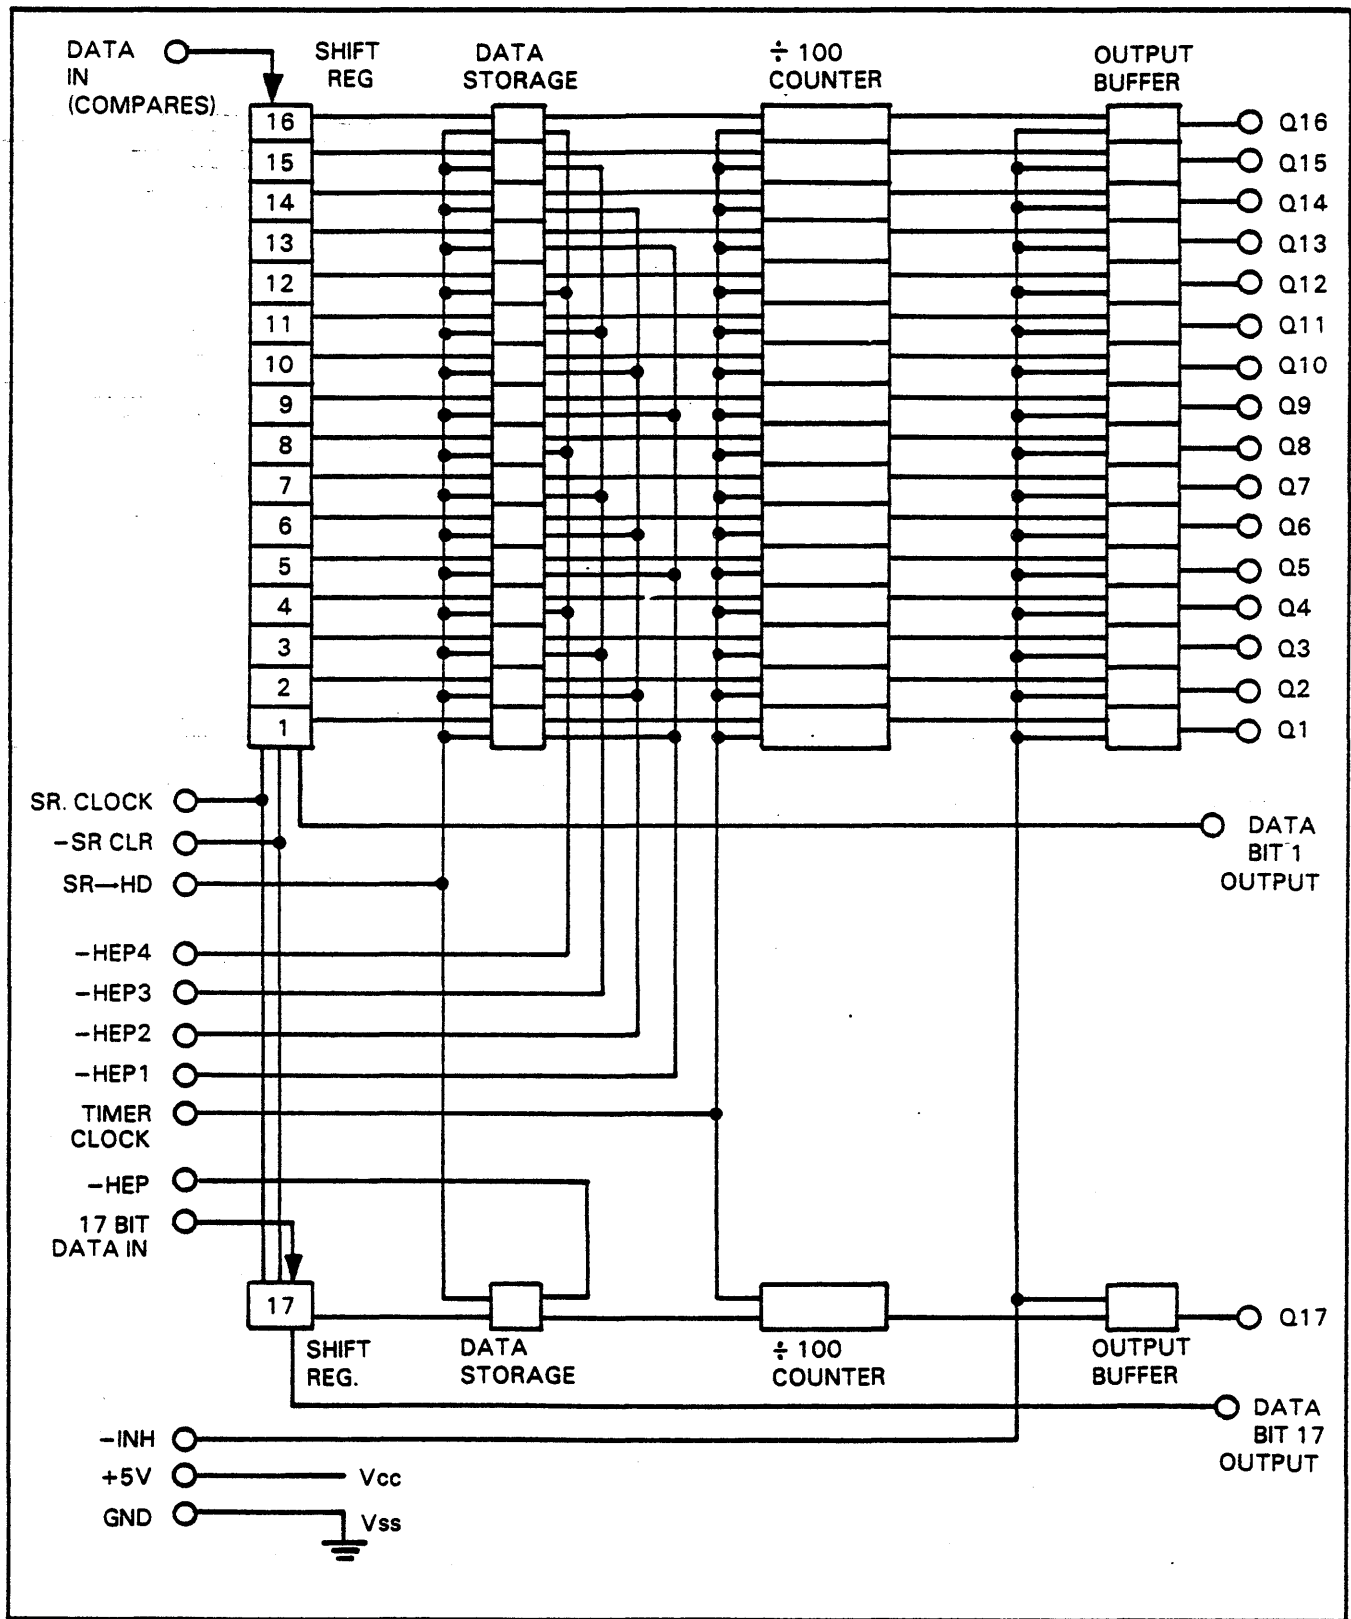 DATA
IN
(COMPARES)
SHIFT
REG
DATA
STORAGE
÷ 100
COUNTER
OUTPUT
BUFFER
16
15
14
13
12
11
10
9
8
7
6
5
4
3
2
1
Q16
Q15
Q14
Q13
Q12
Q11
Q10
Q9
Q8
Q7
Q6
Q5
Q4
Q3
Q2
Q1
SR. CLOCK
-SR CLR
SR→HD
DATA
BIT 1
OUTPUT
-HEP4
-HEP3
-HEP2
-HEP1
TIMER
CLOCK
-HEP
17 BIT
DATA IN
17
SHIFT
REG.
DATA
STORAGE
÷ 100
COUNTER
OUTPUT
BUFFER
Q17
DATA
BIT 17
OUTPUT
-INH
+5V
Vcc
GND
Vss